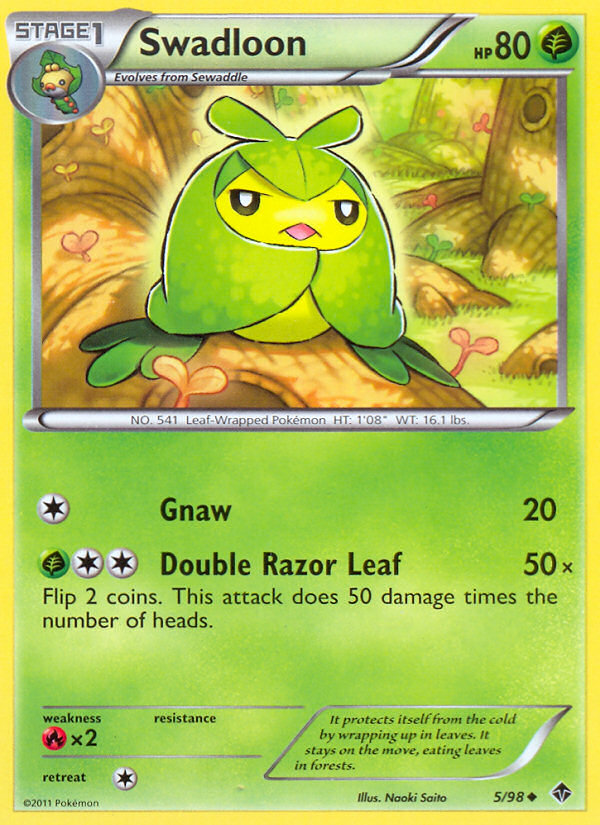 STAGE1
Swadloon
HP80
Evolves from Sewaddle
NO. 541 Leaf-Wrapped Pokémon HT: 1'08" WT: 16.1 lbs.
Gnaw 20
Double Razor Leaf 50×
Flip 2 coins. This attack does 50 damage times the
number of heads.
weakness resistance
×2
retreat
It protects itself from the cold
by wrapping up in leaves. It
stays on the move, eating leaves
in forests.
©2011 Pokémon
Illus. Naoki Saito
5/98